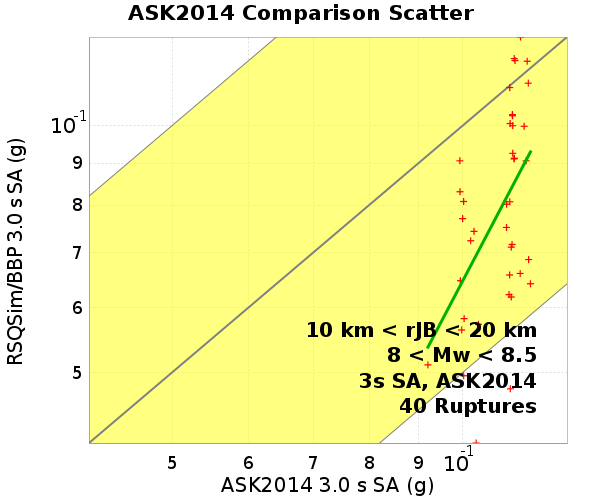 ASK2014 Comparison Scatter
RSQSim/BBP 3.0 s SA (g)
10-1
9
8
7
6
5
10 km < rJB < 20 km
8 < Mw < 8.5
3s SA, ASK2014
40 Ruptures
5 6 7 8 9 10-1
ASK2014 3.0 s SA (g)